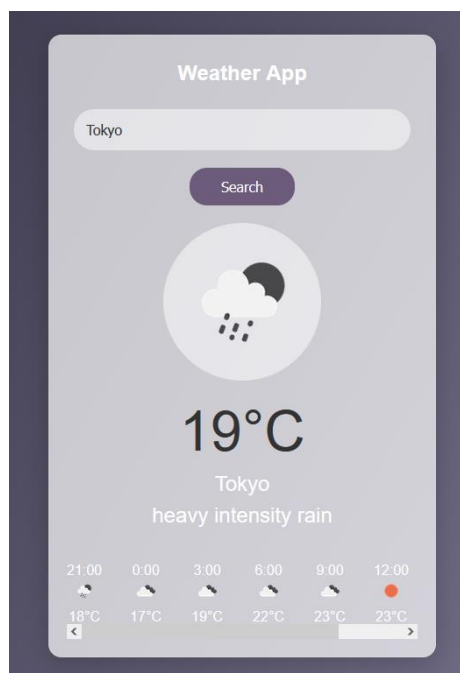 Weather App
Tokyo
Search
19°C
Tokyo
heavy intensity rain
21:00 0:00 3:00 6:00 9:00 12:00
18°C 17°C 19°C 22°C 23°C 23°C